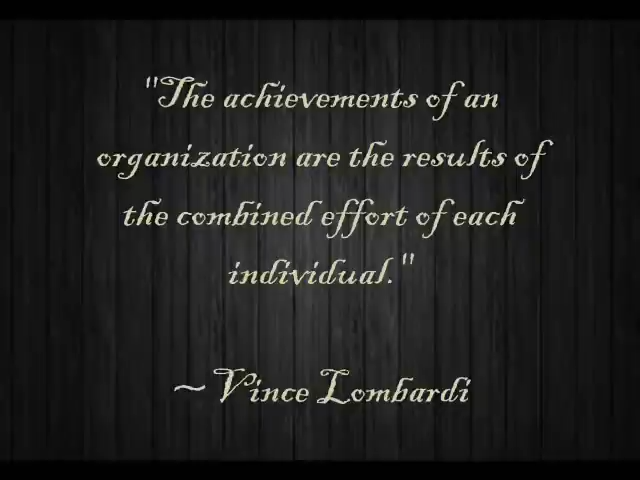 "The achievements of an
organization are the results of
the combined effort of each
individual."
~ Vince Lombardi